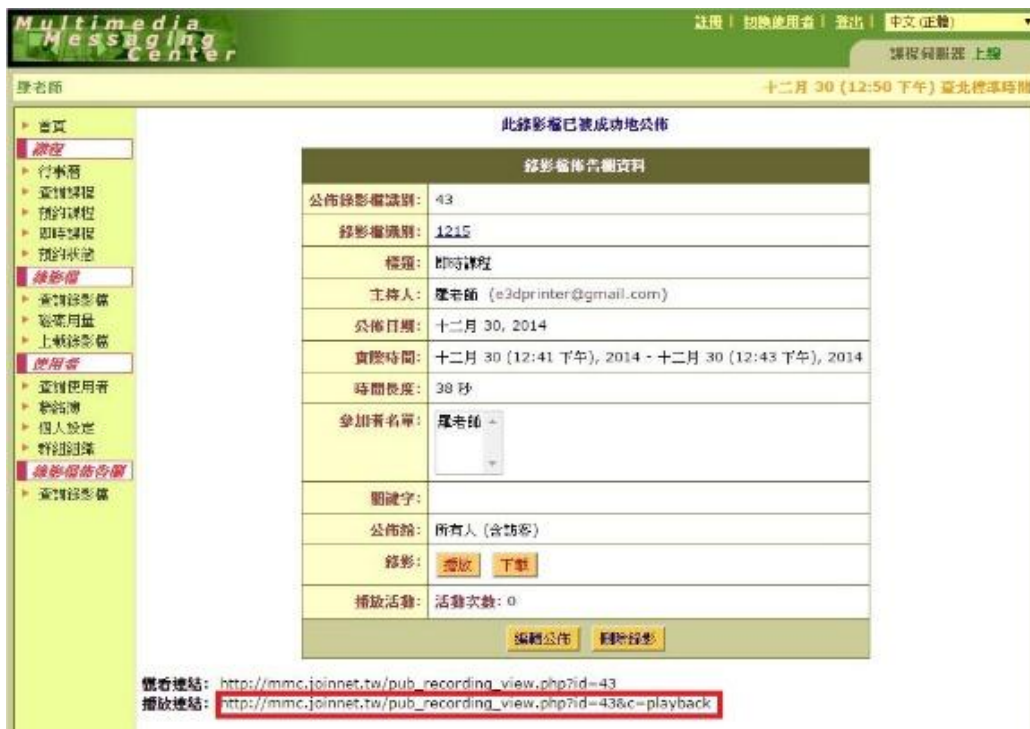 Multimedia
Messaging
Center
註冊 | 切換使用者 | 登出 | 中文 (正體)
課程伺服器 上線
羅老師
十二月 30 (12:50 下午) 臺北標準時間
首頁
課程
行事曆
查詢課程
預約課程
即時課程
預約狀態
錄影檔
查詢錄影檔
磁碟用量
上載錄影檔
使用者
查詢使用者
聯絡簿
個人設定
群組組織
錄影檔佈告欄
查詢錄影檔
此錄影檔已被成功地公佈
錄影檔佈告欄資料
公佈錄影檔識別: 43
錄影檔識別: 1215
標題: 即時課程
主持人: 羅老師 (e3dprinter@gmail.com)
公佈日期: 十二月 30, 2014
實際時間: 十二月 30 (12:41 下午), 2014 - 十二月 30 (12:43 下午), 2014
時間長度: 38 秒
參加者名單: 羅老師
關鍵字:
公佈給: 所有人 (含訪客)
錄影: 播放 下載
播放活動: 活動次數: 0
編輯公佈 刪除錄影
觀看連結: http://mmc.joinnet.tw/pub_recording_view.php?id=43
播放連結: http://mmc.joinnet.tw/pub_recording_view.php?id=43&c=playback